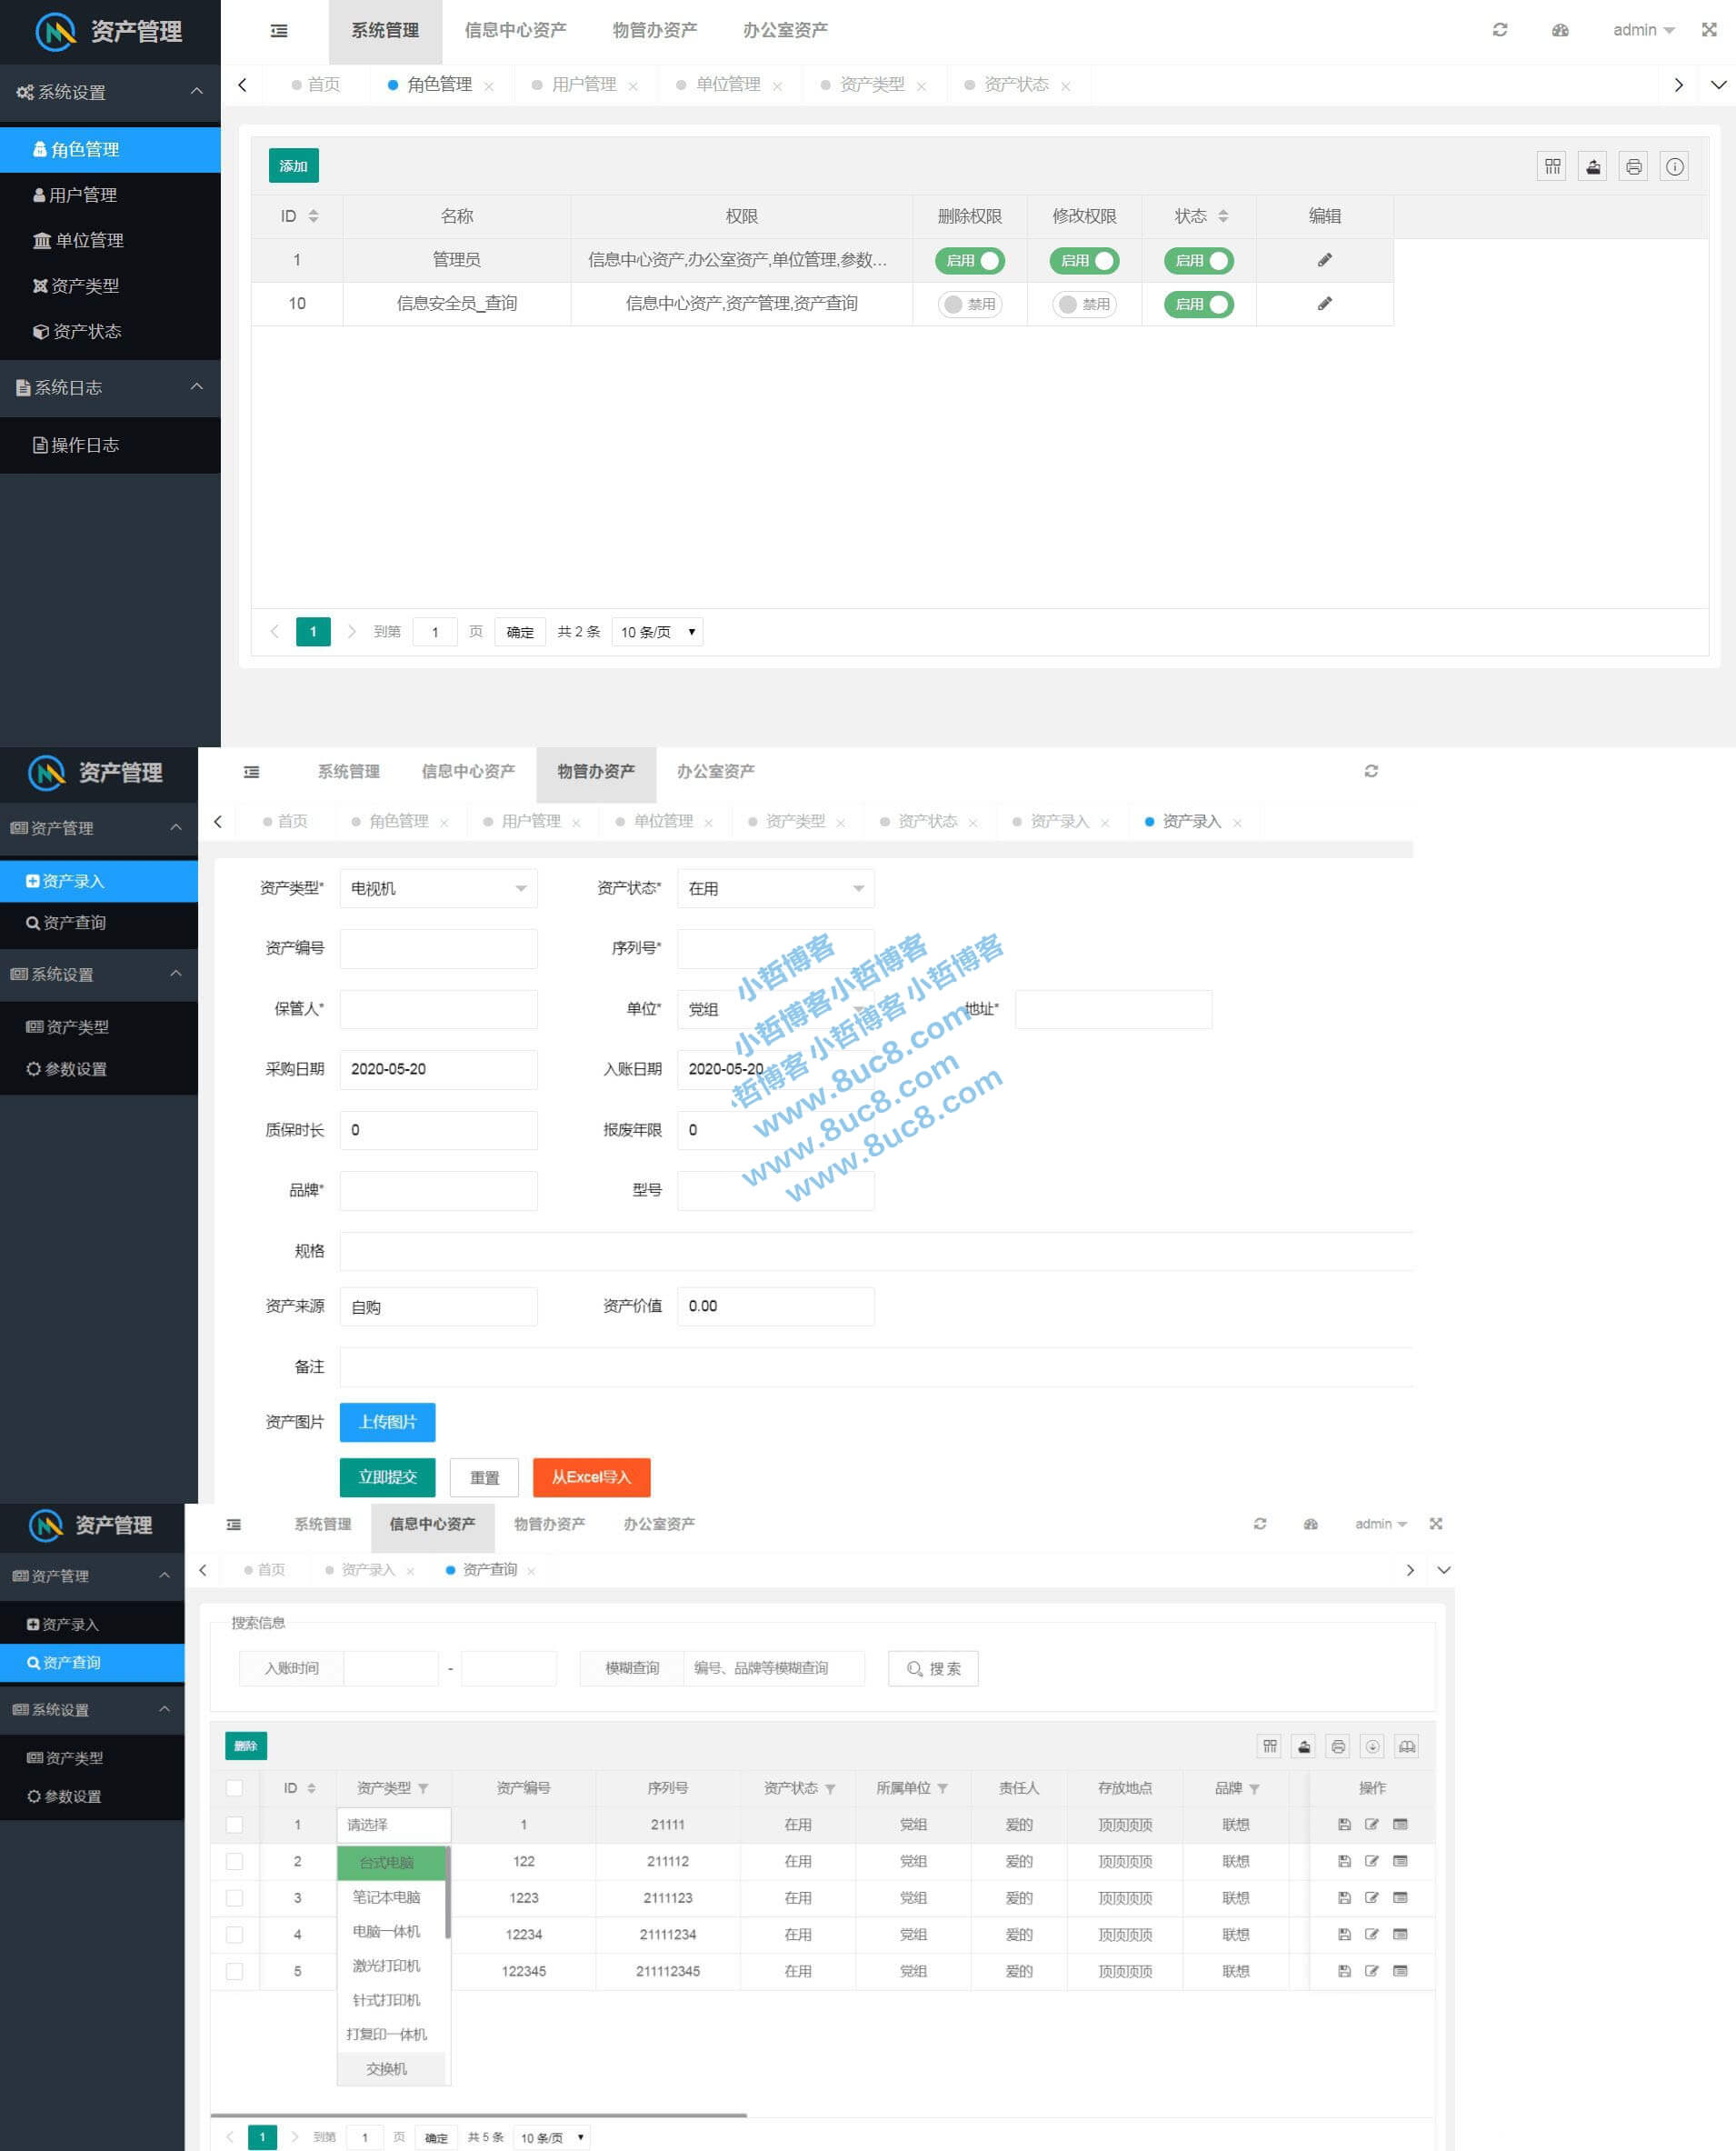 资产管理 系统管理 信息中心资产 物管办资产 办公室资产 admin
系统设置 首页 角色管理 用户管理 单位管理 资产类型 资产状态
角色管理
用户管理
单位管理
资产类型
资产状态
系统日志
操作日志
添加
ID 名称 权限 删除权限 修改权限 状态 编辑
1 管理员 信息中心资产,办公室资产,单位管理,参数... 启用 启用 启用
10 信息安全员_查询 信息中心资产,资产管理,资产查询 禁用 禁用 启用
1 到第 1 页 确定 共 2 条 10 条/页
资产管理 系统管理 信息中心资产 物管办资产 办公室资产
资产管理 首页 角色管理 用户管理 单位管理 资产类型 资产状态 资产录入 资产录入
资产录入
资产查询
系统设置
资产类型
参数设置
资产类型* 电视机 资产状态* 在用
资产编号 序列号*
保管人* 单位* 党组 地址*
采购日期 2020-05-20 入账日期 2020-05-20
质保时长 0 报废年限 0
品牌* 型号
规格
资产来源 自购 资产价值 0.00
备注
资产图片 上传图片
立即提交 重置 从Excel导入
小哲博客
小哲博客小哲博客
哲博客小哲博客小哲博客
www.8uc8.com
www.8uc8.com
www.8uc8.com
资产管理 系统管理 信息中心资产 物管办资产 办公室资产 admin
资产管理 首页 资产录入 资产查询
资产录入
资产查询
系统设置
资产类型
参数设置
搜索信息
入账时间 - 模糊查询 编号、品牌等模糊查询 搜 索
删除
ID 资产类型 资产编号 序列号 资产状态 所属单位 责任人 存放地点 品牌 操作
1 请选择 1 21111 在用 党组 爱的 顶顶顶顶 联想
2 台式电脑 122 211112 在用 党组 爱的 顶顶顶顶 联想
3 笔记本电脑 1223 2111123 在用 党组 爱的 顶顶顶顶 联想
4 电脑一体机 12234 21111234 在用 党组 爱的 顶顶顶顶 联想
5 激光打印机 122345 211112345 在用 党组 爱的 顶顶顶顶 联想
针式打印机
打复印一体机
交换机
1 到第 1 页 确定 共 5 条 10 条/页